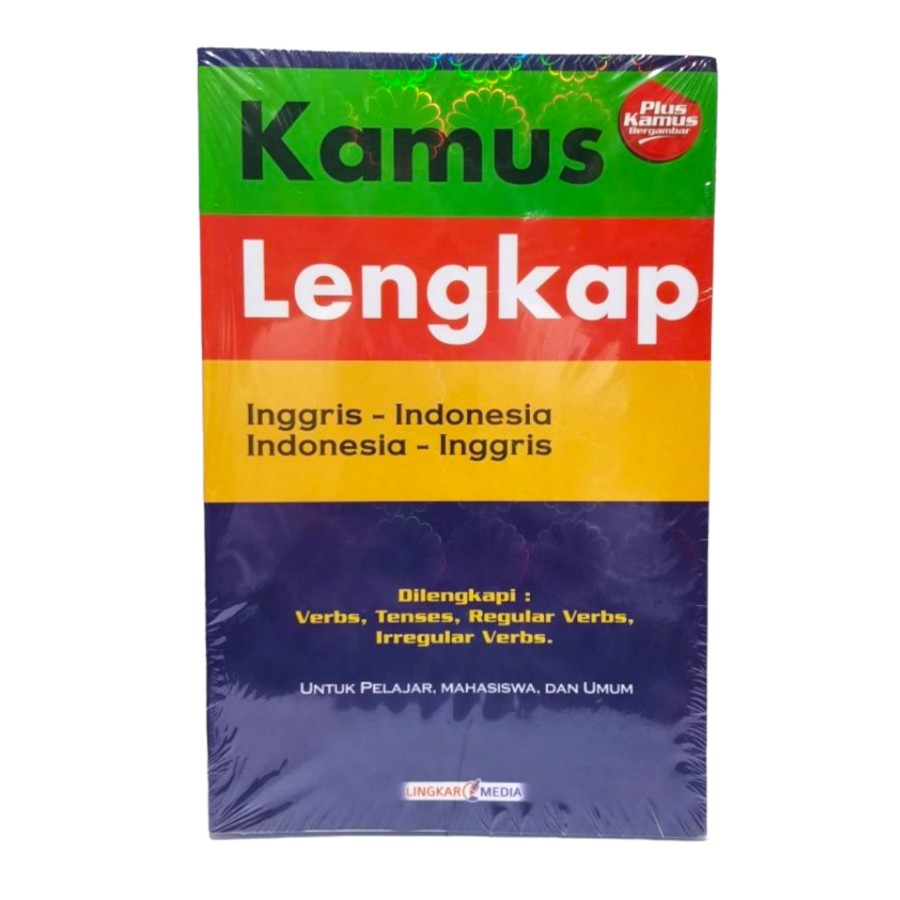 Kamus
Plus
Kamus
Bergambar
Lengkap
Inggris - Indonesia
Indonesia - Inggris
Dilengkapi :
Verbs, Tenses, Regular Verbs,
Irregular Verbs.
UNTUK PELAJAR, MAHASISWA, DAN UMUM
LINGKAR MEDIA